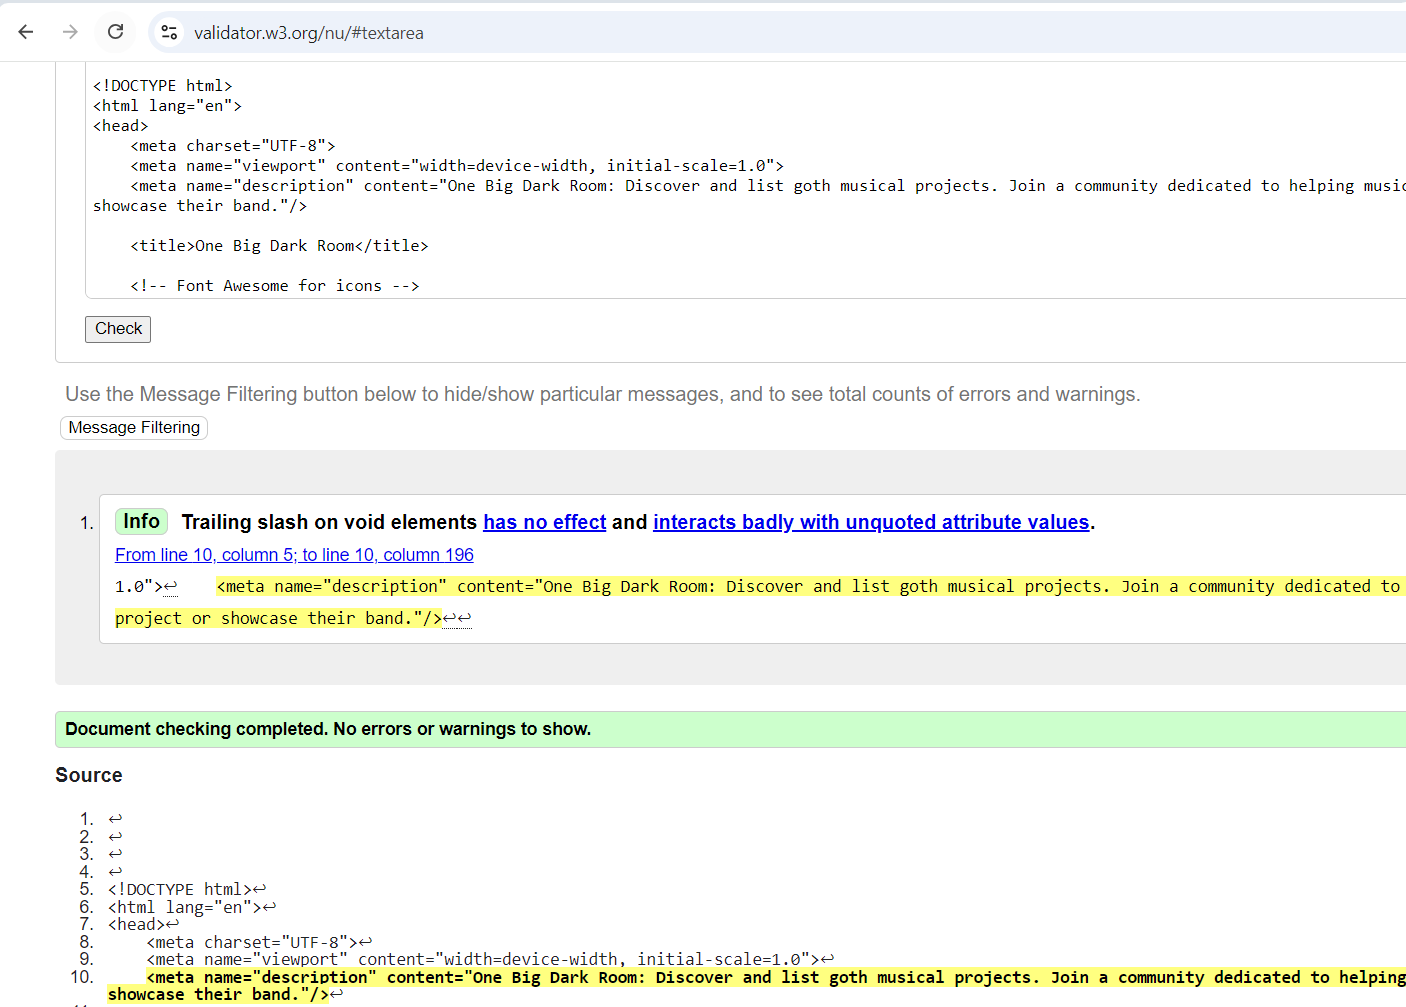 validator.w3.org/nu/#textarea
<!DOCTYPE html>
<html lang="en">
<head>
<meta charset="UTF-8">
<meta name="viewport" content="width=device-width, initial-scale=1.0">
<meta name="description" content="One Big Dark Room: Discover and list goth musical projects. Join a community dedicated to helping
showcase their band."/>
<title>One Big Dark Room</title>
<!-- Font Awesome for icons -->
Check
Use the Message Filtering button below to hide/show particular messages, and to see total counts of errors and warnings.
Message Filtering
1. Info Trailing slash on void elements has no effect and interacts badly with unquoted attribute values.
From line 10, column 5; to line 10, column 196
1.0">↩ <meta name="description" content="One Big Dark Room: Discover and list goth musical projects. Join a community dedicated to
project or showcase their band."/>↩↩
Document checking completed. No errors or warnings to show.
Source
1. ↩
2. ↩
3. ↩
4. ↩
5. <!DOCTYPE html>↩
6. <html lang="en">↩
7. <head>↩
8. <meta charset="UTF-8">↩
9. <meta name="viewport" content="width=device-width, initial-scale=1.0">↩
10. <meta name="description" content="One Big Dark Room: Discover and list goth musical projects. Join a community dedicated to helping
showcase their band."/>↩